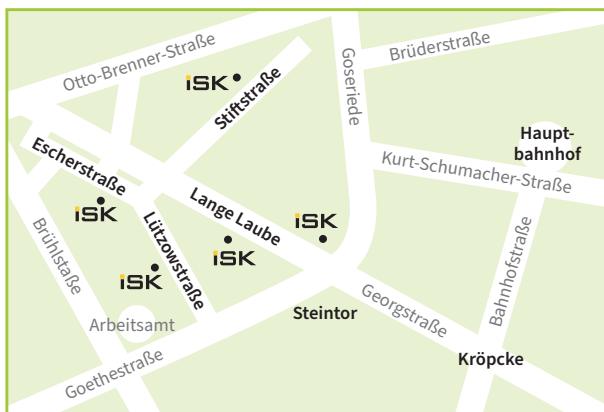 Otto-Brenner-Straße
Goseriede
Brüderstraße
iSK
Stiftstraße
Haupt-
bahnhof
Escherstraße
Kurt-Schumacher-Straße
iSK
Lange Laube
iSK
Brühlstaße
Lützowstraße
iSK
iSK
Bahnhofstraße
Arbeitsamt
Steintor
Georgstraße
Goethestraße
Kröpcke